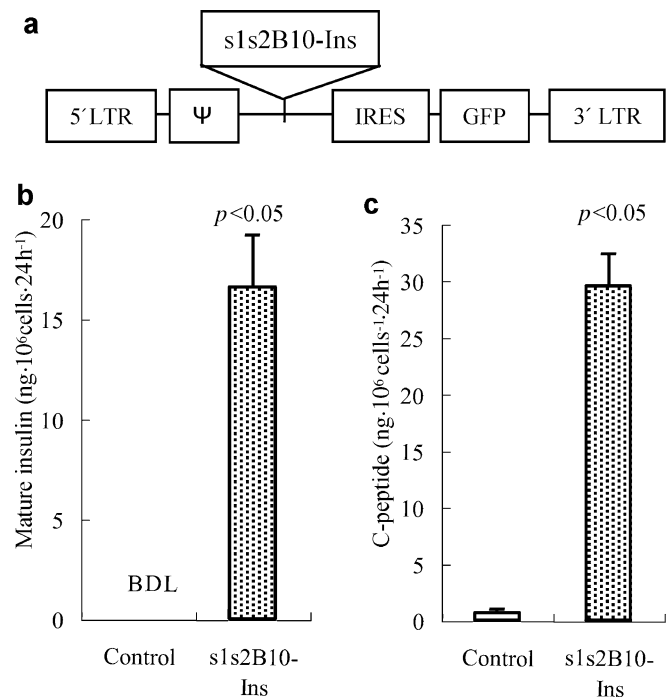 a
s1s2B10-Ins
5´LTR Ψ IRES GFP 3´ LTR
b
p<0.05
Mature insulin (ng·10⁶cells·24h⁻¹)
20
15
10
5
0
BDL
Control
s1s2B10-
Ins
c
p<0.05
C-peptide (ng·10⁶ cells⁻¹·24h⁻¹)
35
30
25
20
15
10
5
0
Control
s1s2B10-
Ins